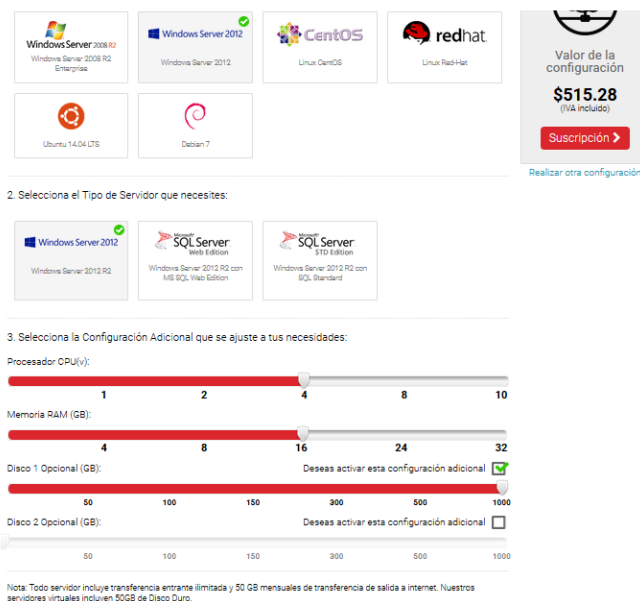 Windows Server 2008 R2
Windows Server 2008 R2
Enterprise
Windows Server 2012
Windows Server 2012
CentOS
Linux CentOS
redhat.
Linux Red-Hat
Ubuntu 14.04 LTS
Debian 7
Valor de la
configuración
$515.28
(IVA incluido)
Suscripción
Realizar otra configuración
2. Selecciona el Tipo de Servidor que necesites:
Windows Server 2012
Windows Server 2012 R2
Microsoft
SQL Server
Web Edition
Windows Server 2012 R2 con
MS SQL Web Edition
Microsoft
SQL Server
STD Edition
Windows Server 2012 R2 con
SQL Standard
3. Selecciona la Configuración Adicional que se ajuste a tus necesidades:
Procesador CPU(v):
1 2 4 8 10
Memoria RAM (GB):
4 8 16 24 32
Disco 1 Opcional (GB): Deseas activar esta configuración adicional
50 100 150 300 500 1000
Disco 2 Opcional (GB): Deseas activar esta configuración adicional
50 100 150 300 500 1000
Nota: Todo servidor incluye transferencia entrante ilimitada y 50 GB mensuales de transferencia de salida a internet. Nuestros
servidores virtuales incluyen 50GB de Disco Duro.